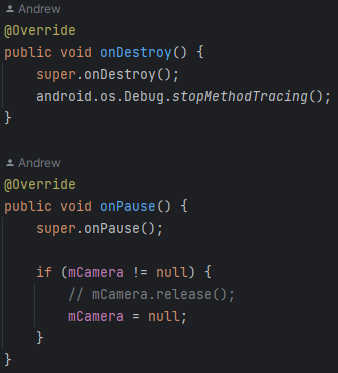 Andrew
@Override
public void onDestroy() {
    super.onDestroy();
    android.os.Debug.stopMethodTracing();
}
Andrew
@Override
public void onPause() {
    super.onPause();
    if (mCamera != null) {
        // mCamera.release();
        mCamera = null;
    }
}